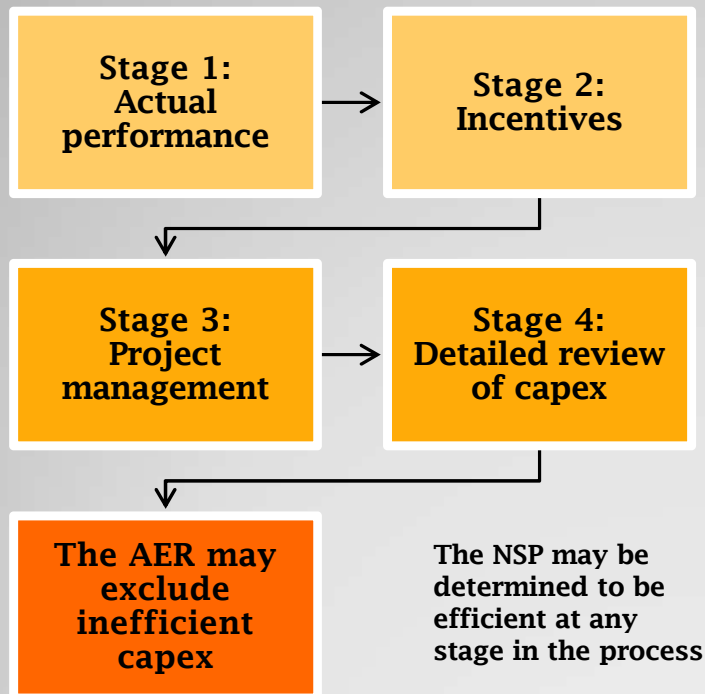 Stage 1:
Actual
performance
Stage 2:
Incentives
Stage 3:
Project
management
Stage 4:
Detailed review
of capex
The AER may
exclude
inefficient
capex
The NSP may be
determined to be
efficient at any
stage in the process